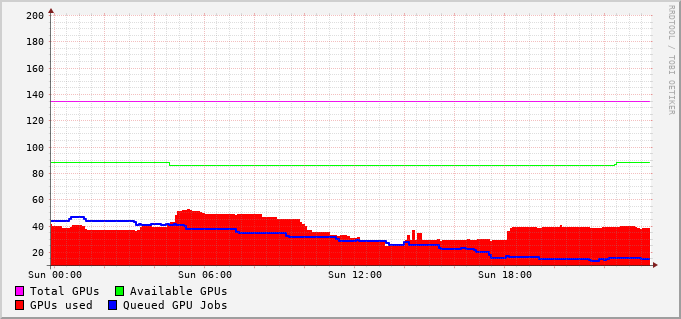 200
180
160
140
120
100
80
60
40
20
Sun 00:00 Sun 06:00 Sun 12:00 Sun 18:00
Total GPUs Available GPUs
GPUs used Queued GPU Jobs
RRDTOOL / TOBI OETIKER